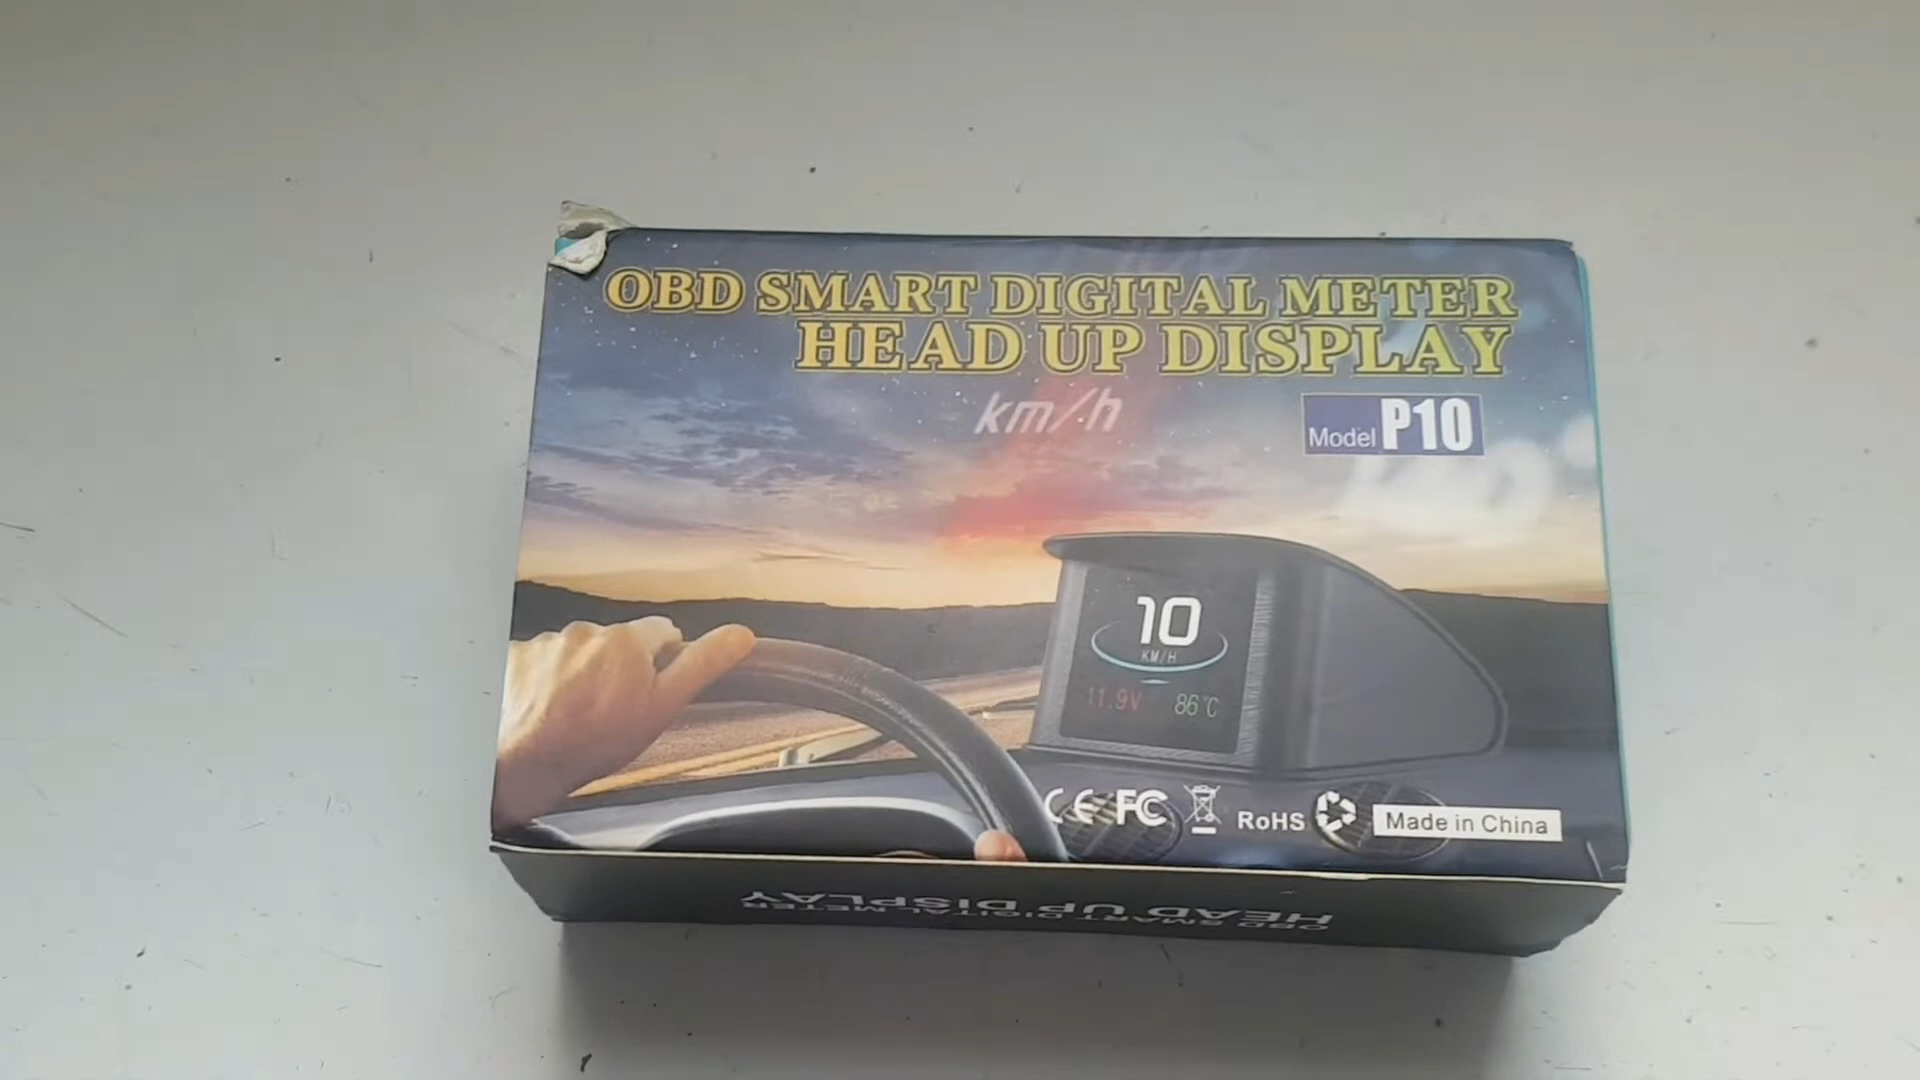 OBD SMART DIGITAL METER
HEAD UP DISPLAY
km/h
Model P10
10
KM/H
11.9V 86°C
CE FC RoHS Made in China
OBD SMART DIGITAL METER
HEAD UP DISPLAY